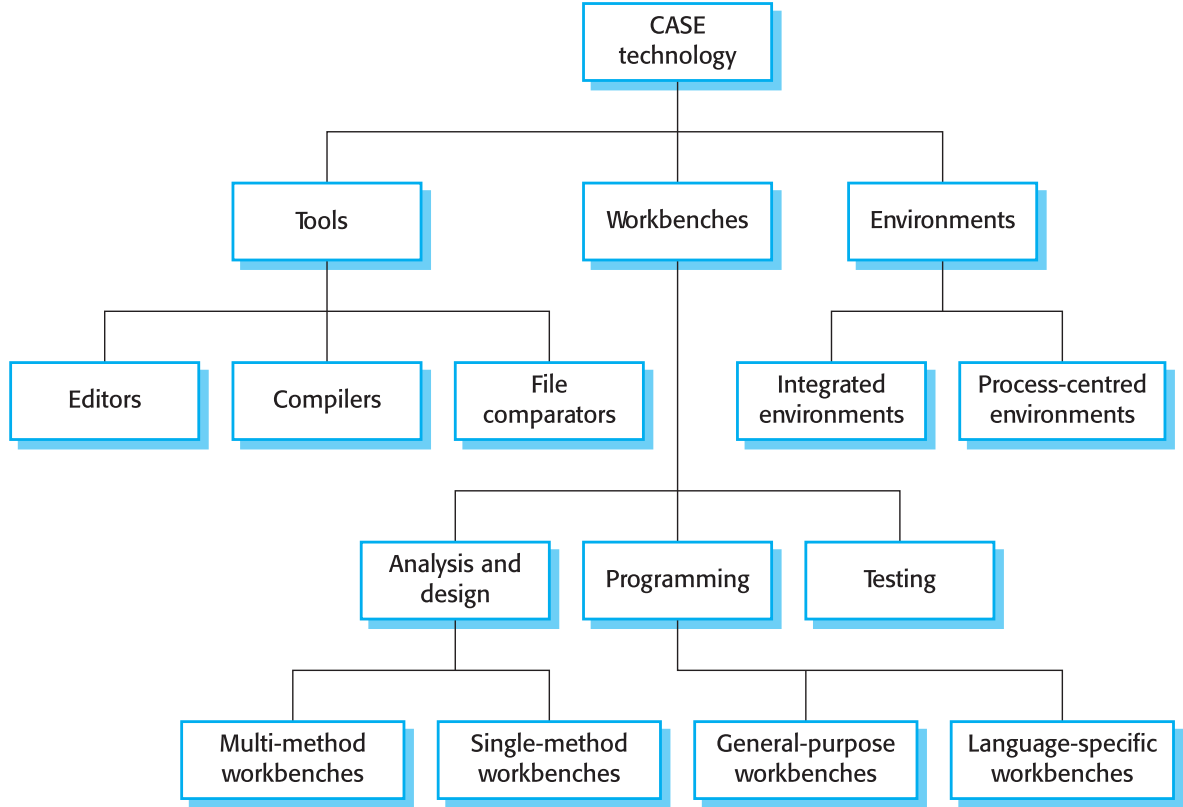 CASE
technology
Tools
Workbenches
Environments
Editors
Compilers
File
comparators
Integrated
environments
Process-centred
environments
Analysis and
design
Programming
Testing
Multi-method
workbenches
Single-method
workbenches
General-purpose
workbenches
Language-specific
workbenches